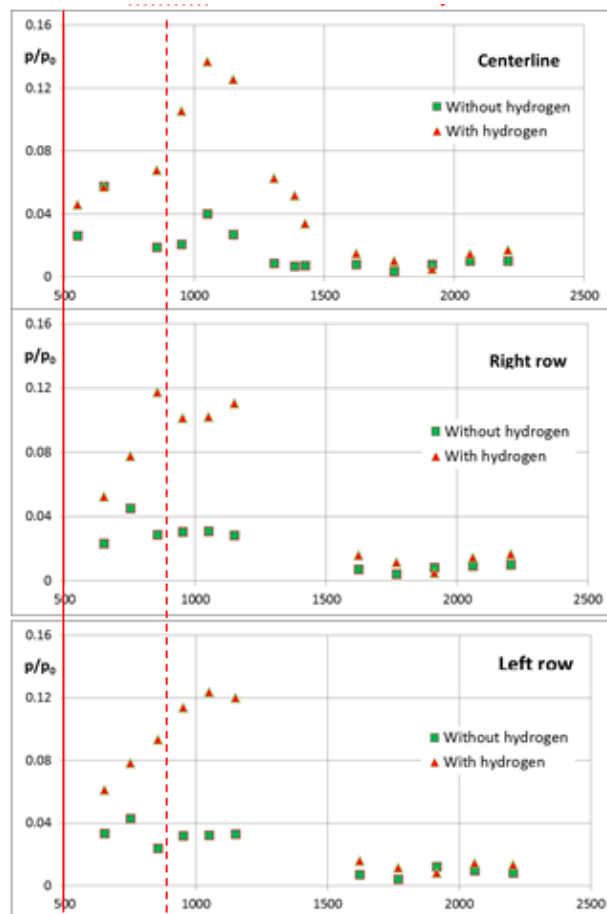 0.16
p/p₀
Centerline
0.12
Without hydrogen
With hydrogen
0.08
0.04
0
500 1000 1500 2000 2500
0.16
p/p₀
Right row
0.12
Without hydrogen
With hydrogen
0.08
0.04
0
500 1000 1500 2000 2500
0.16
p/p₀
Left row
0.12
Without hydrogen
With hydrogen
0.08
0.04
0
500 1000 1500 2000 2500